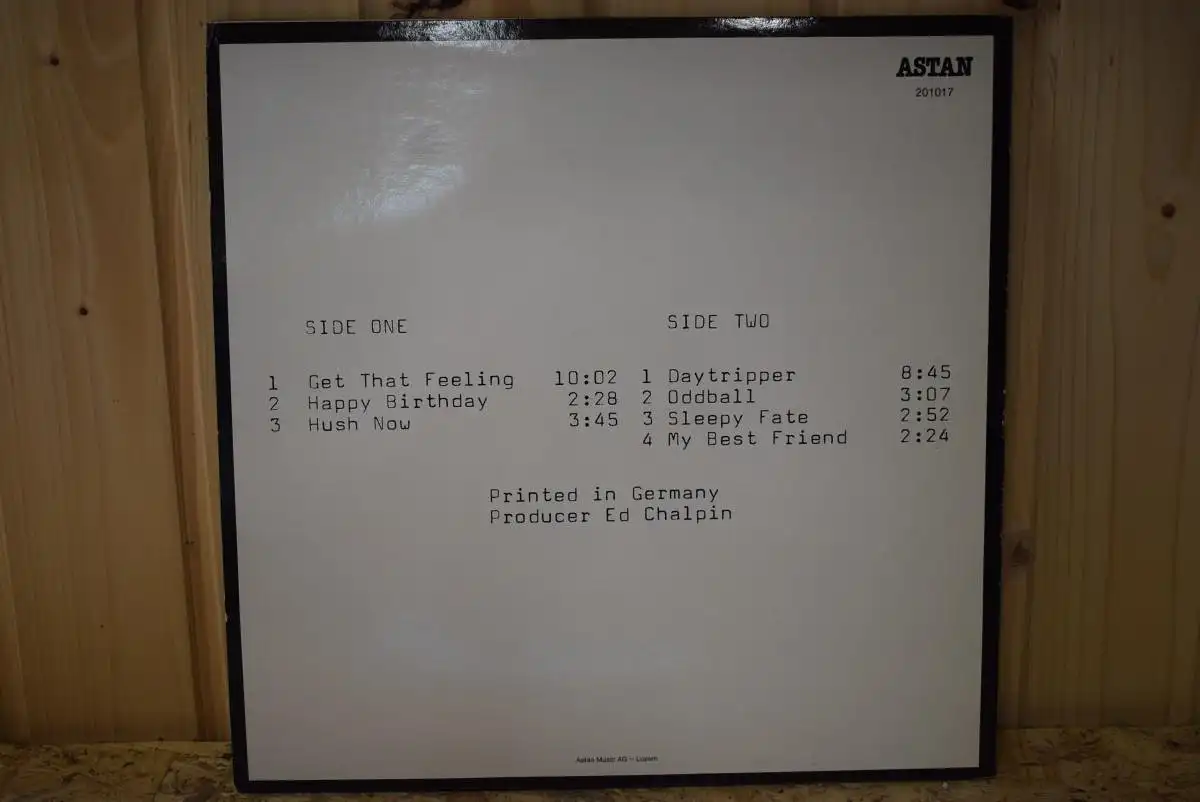 ASTAN
201017
SIDE ONE
1 Get That Feeling 10:02
2 Happy Birthday 2:28
3 Hush Now 3:45
SIDE TWO
1 Daytripper 8:45
2 Oddball 3:07
3 Sleepy Fate 2:52
4 My Best Friend 2:24
Printed in Germany
Producer Ed Chalpin
Astan Music AG – Luzern